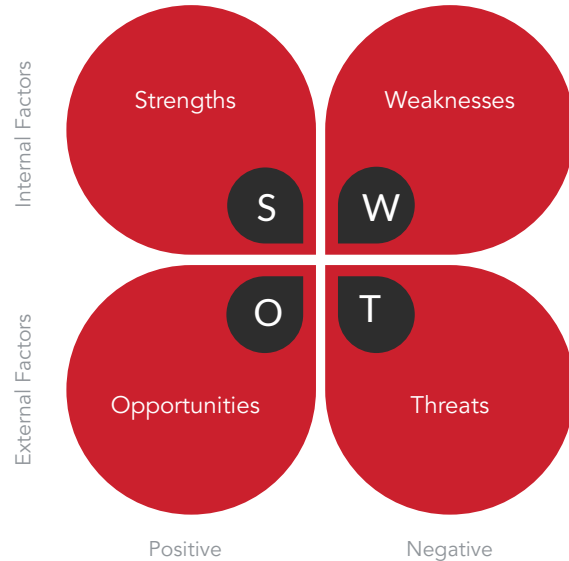 Internal Factors
Strengths
Weaknesses
S
W
External Factors
O
T
Opportunities
Threats
Positive
Negative